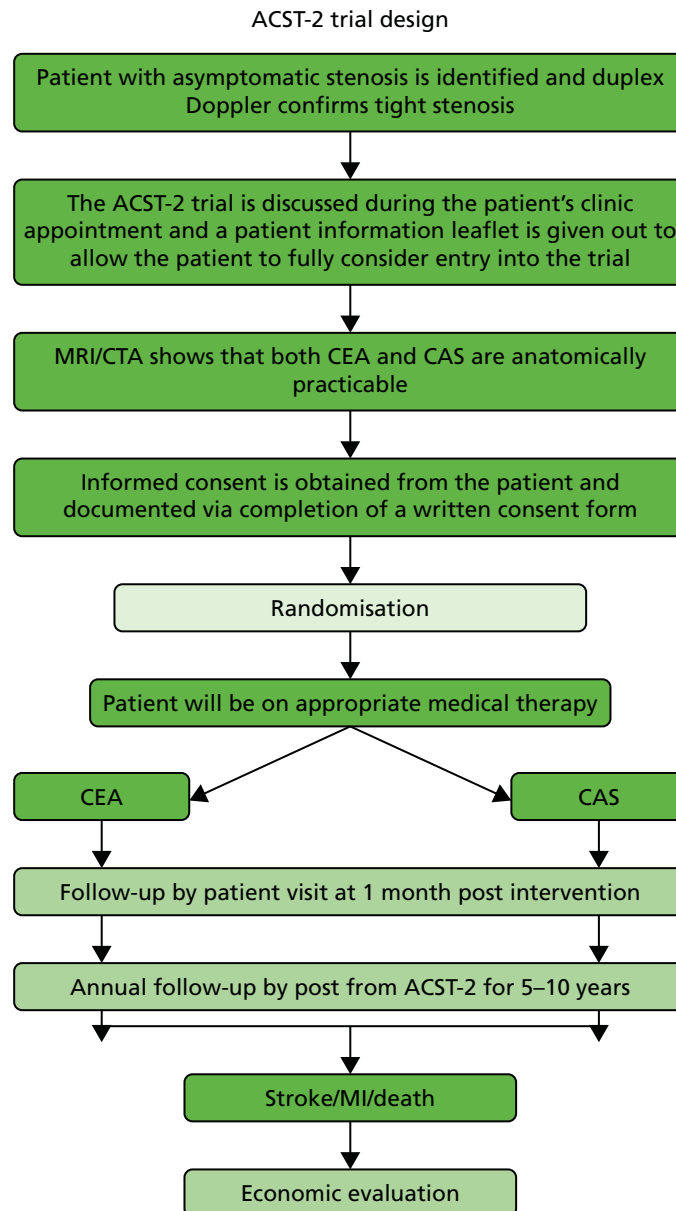 ACST-2 trial design
Patient with asymptomatic stenosis is identified and duplex
Doppler confirms tight stenosis
The ACST-2 trial is discussed during the patient's clinic
appointment and a patient information leaflet is given out to
allow the patient to fully consider entry into the trial
MRI/CTA shows that both CEA and CAS are anatomically
practicable
Informed consent is obtained from the patient and
documented via completion of a written consent form
Randomisation
Patient will be on appropriate medical therapy
CEA
CAS
Follow-up by patient visit at 1 month post intervention
Annual follow-up by post from ACST-2 for 5–10 years
Stroke/MI/death
Economic evaluation